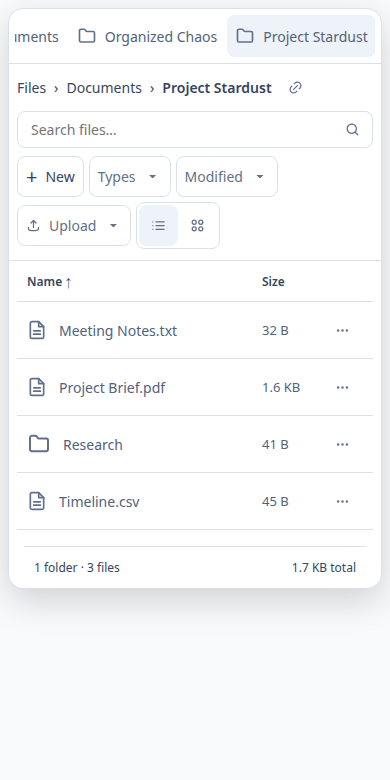 Organized Chaos Project Stardust
Files › Documents › Project Stardust
Search files...
+ New Types Modified
Upload
Name ↑ Size
Meeting Notes.txt 32 B ...
Project Brief.pdf 1.6 KB ...
Research 41 B ...
Timeline.csv 45 B ...
1 folder · 3 files 1.7 KB total